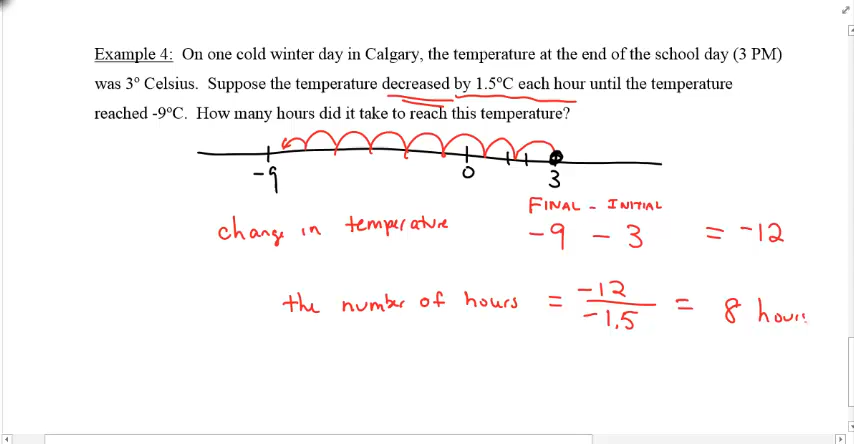 Example 4: On one cold winter day in Calgary, the temperature at the end of the school day (3 PM)
was 3° Celsius. Suppose the temperature decreased by 1.5°C each hour until the temperature
reached -9°C. How many hours did it take to reach this temperature?
-9 0 3
FINAL - INITIAL
change in temperature -9 - 3 = -12
the number of hours = -12 / -1.5 = 8 hours